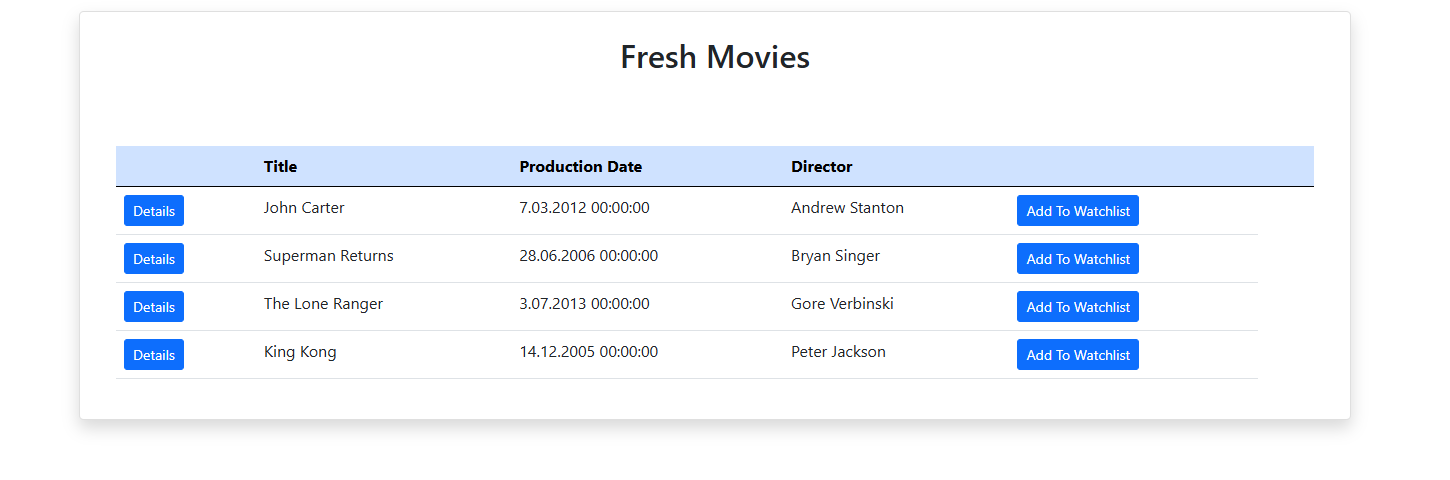 Fresh Movies
Title Production Date Director
Details John Carter 7.03.2012 00:00:00 Andrew Stanton Add To Watchlist
Details Superman Returns 28.06.2006 00:00:00 Bryan Singer Add To Watchlist
Details The Lone Ranger 3.07.2013 00:00:00 Gore Verbinski Add To Watchlist
Details King Kong 14.12.2005 00:00:00 Peter Jackson Add To Watchlist